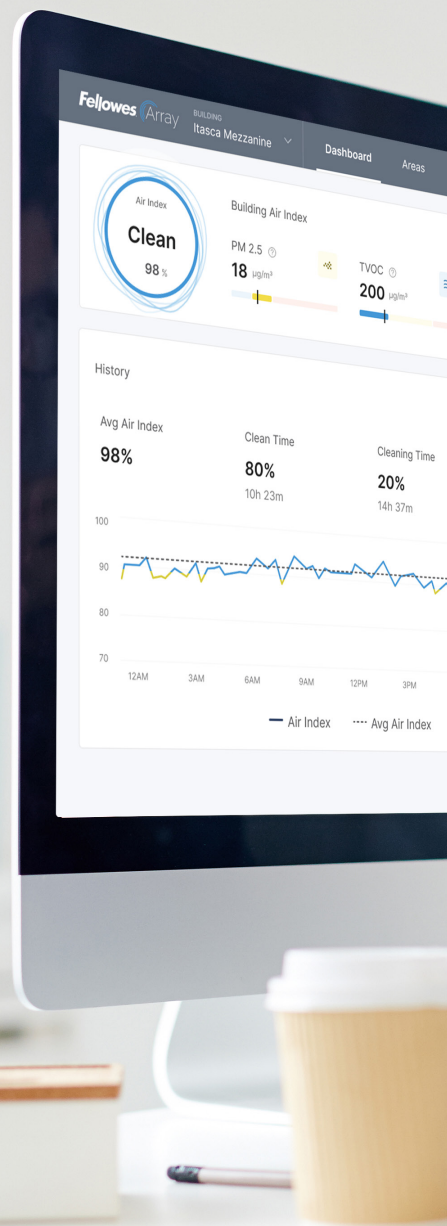 Fellowes Array
BUILDING
Itasca Mezzanine
Dashboard
Areas
Air Index
Clean
98 %
Building Air Index
PM 2.5 ?
18 µg/m³
TVOC ?
200 µg/m³
History
Avg Air Index
98%
Clean Time
80%
10h 23m
Cleaning Time
20%
14h 37m
100
90
80
70
12AM
3AM
6AM
9AM
12PM
3PM
Air Index
Avg Air Index